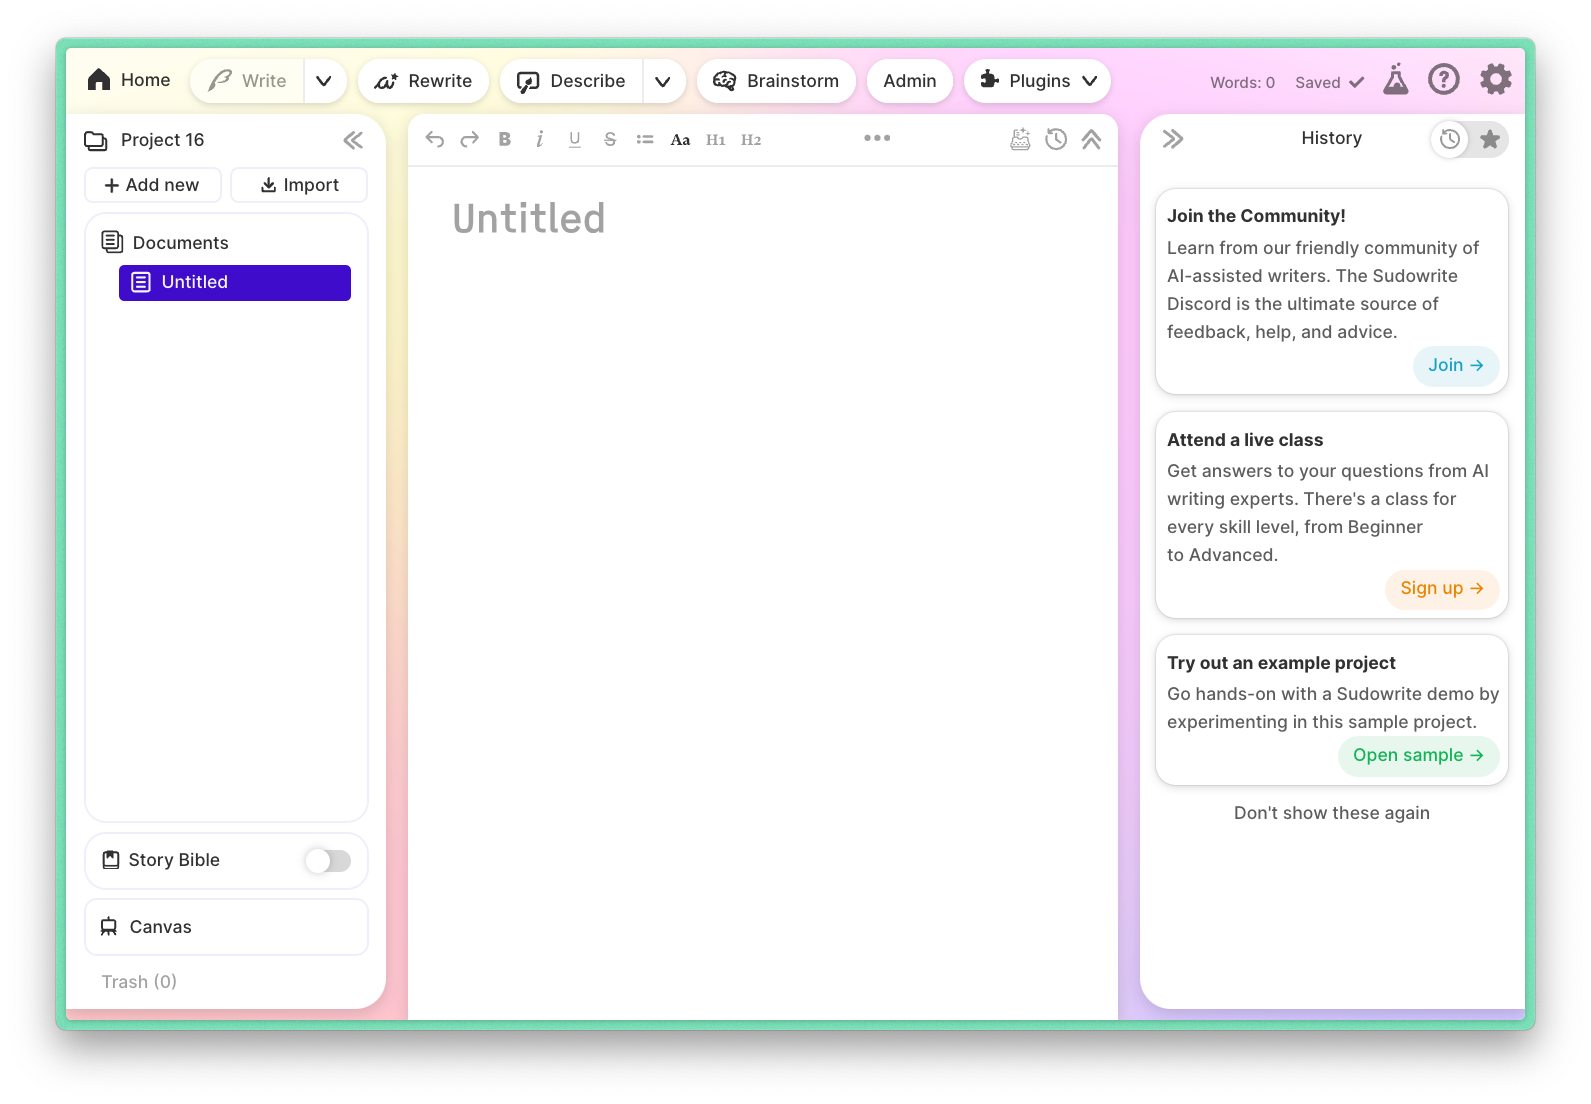 Home
Write
Rewrite
Describe
Brainstorm
Admin
Plugins
Words: 0
Saved
Project 16
Add new
Import
Documents
Untitled
Story Bible
Canvas
Trash (0)
B i U S Aa H1 H2
Untitled
History
Join the Community!
Learn from our friendly community of
AI-assisted writers. The Sudowrite
Discord is the ultimate source of
feedback, help, and advice.
Join →
Attend a live class
Get answers to your questions from AI
writing experts. There's a class for
every skill level, from Beginner
to Advanced.
Sign up →
Try out an example project
Go hands-on with a Sudowrite demo by
experimenting in this sample project.
Open sample →
Don't show these again